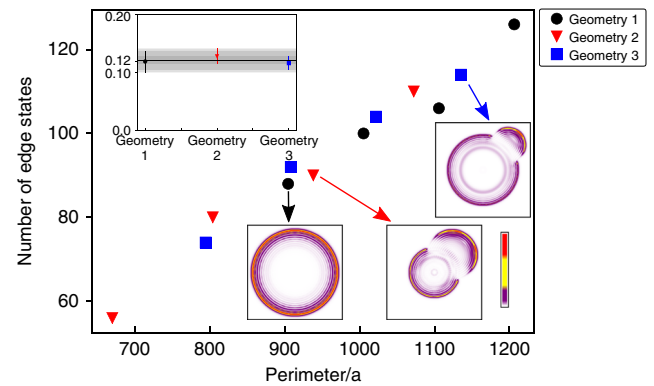 0.20
0.12
0.10
0.0
Geometry 1
Geometry 2
Geometry 3
Geometry 1
Geometry 2
Geometry 3
120
100
80
60
Number of edge states
700
800
900
1000
1100
1200
Perimeter/a